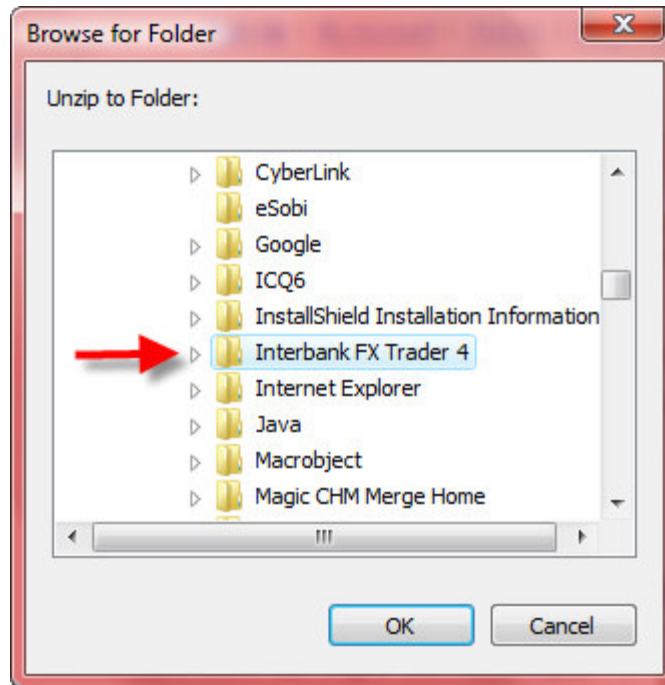 Browse for Folder
Unzip to Folder:
CyberLink
eSobi
Google
ICQ6
InstallShield Installation Information
Interbank FX Trader 4
Internet Explorer
Java
Macrobject
Magic CHM Merge Home
OK Cancel